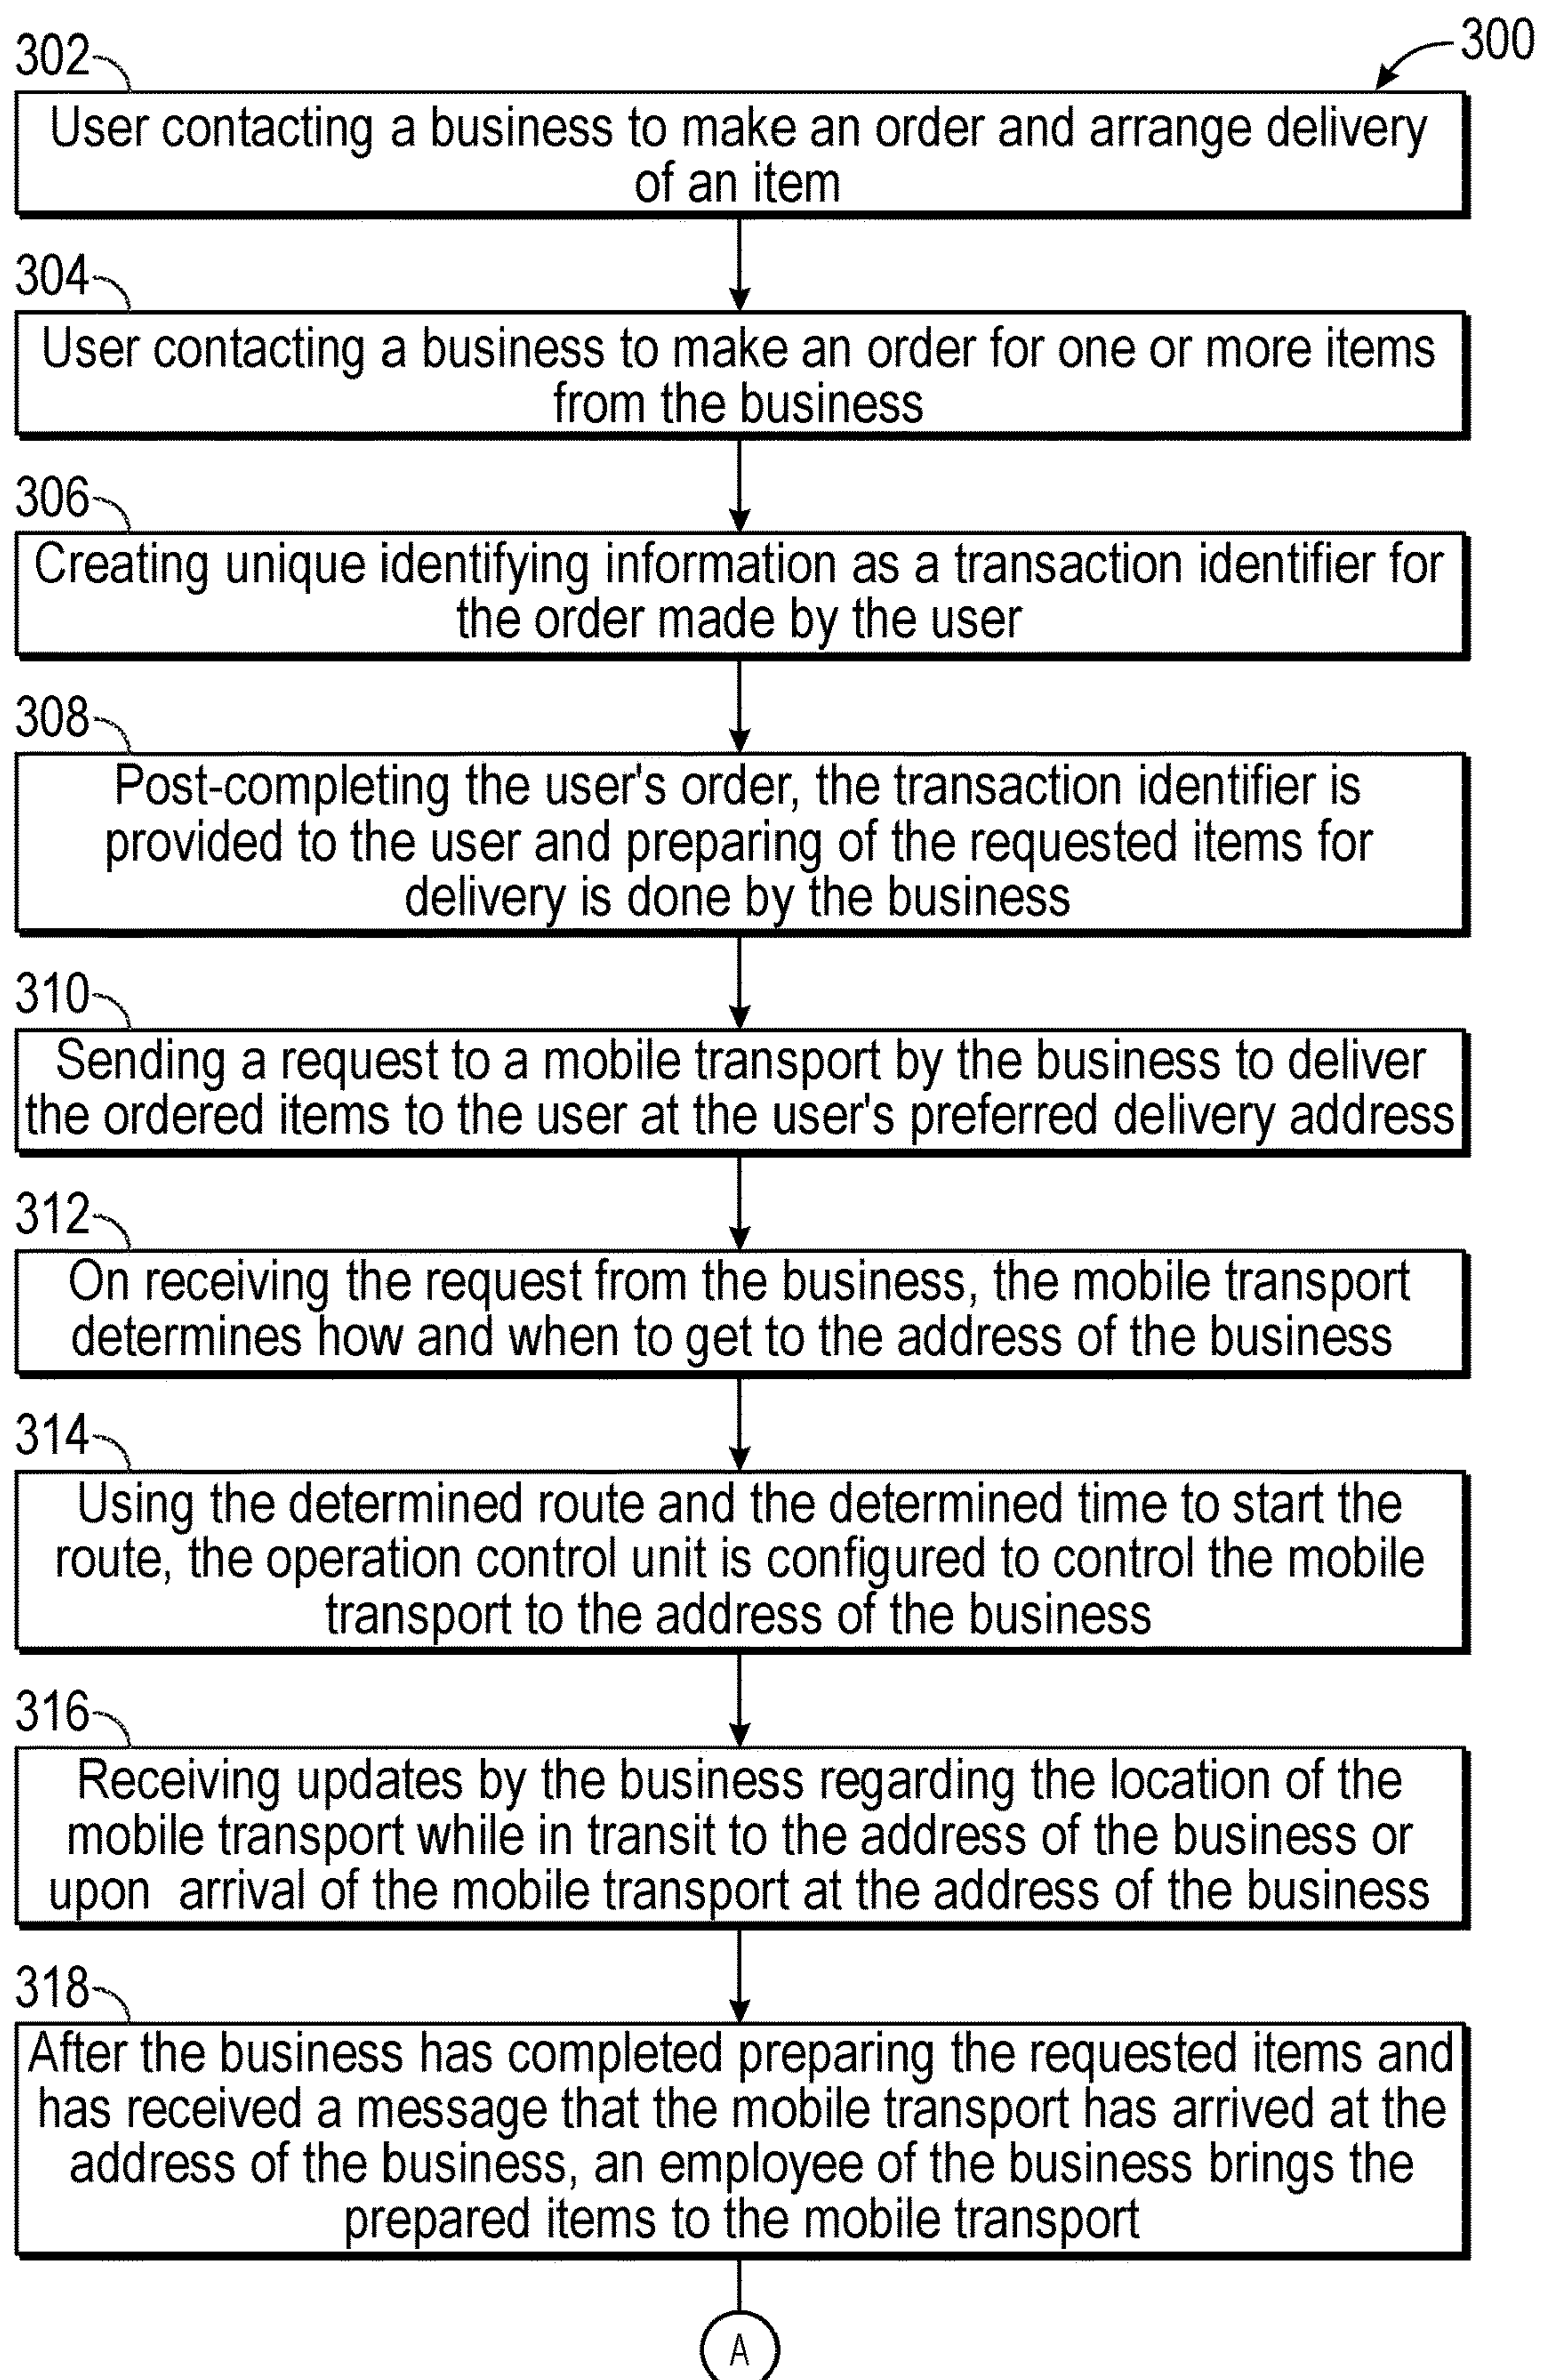 300
302
User contacting a business to make an order and arrange delivery
of an item
304
User contacting a business to make an order for one or more items
from the business
306
Creating unique identifying information as a transaction identifier for
the order made by the user
308
Post-completing the user's order, the transaction identifier is
provided to the user and preparing of the requested items for
delivery is done by the business
310
Sending a request to a mobile transport by the business to deliver
the ordered items to the user at the user's preferred delivery address
312
On receiving the request from the business, the mobile transport
determines how and when to get to the address of the business
314
Using the determined route and the determined time to start the
route, the operation control unit is configured to control the mobile
transport to the address of the business
316
Receiving updates by the business regarding the location of the
mobile transport while in transit to the address of the business or
upon arrival of the mobile transport at the address of the business
318
After the business has completed preparing the requested items and
has received a message that the mobile transport has arrived at the
address of the business, an employee of the business brings the
prepared items to the mobile transport
A